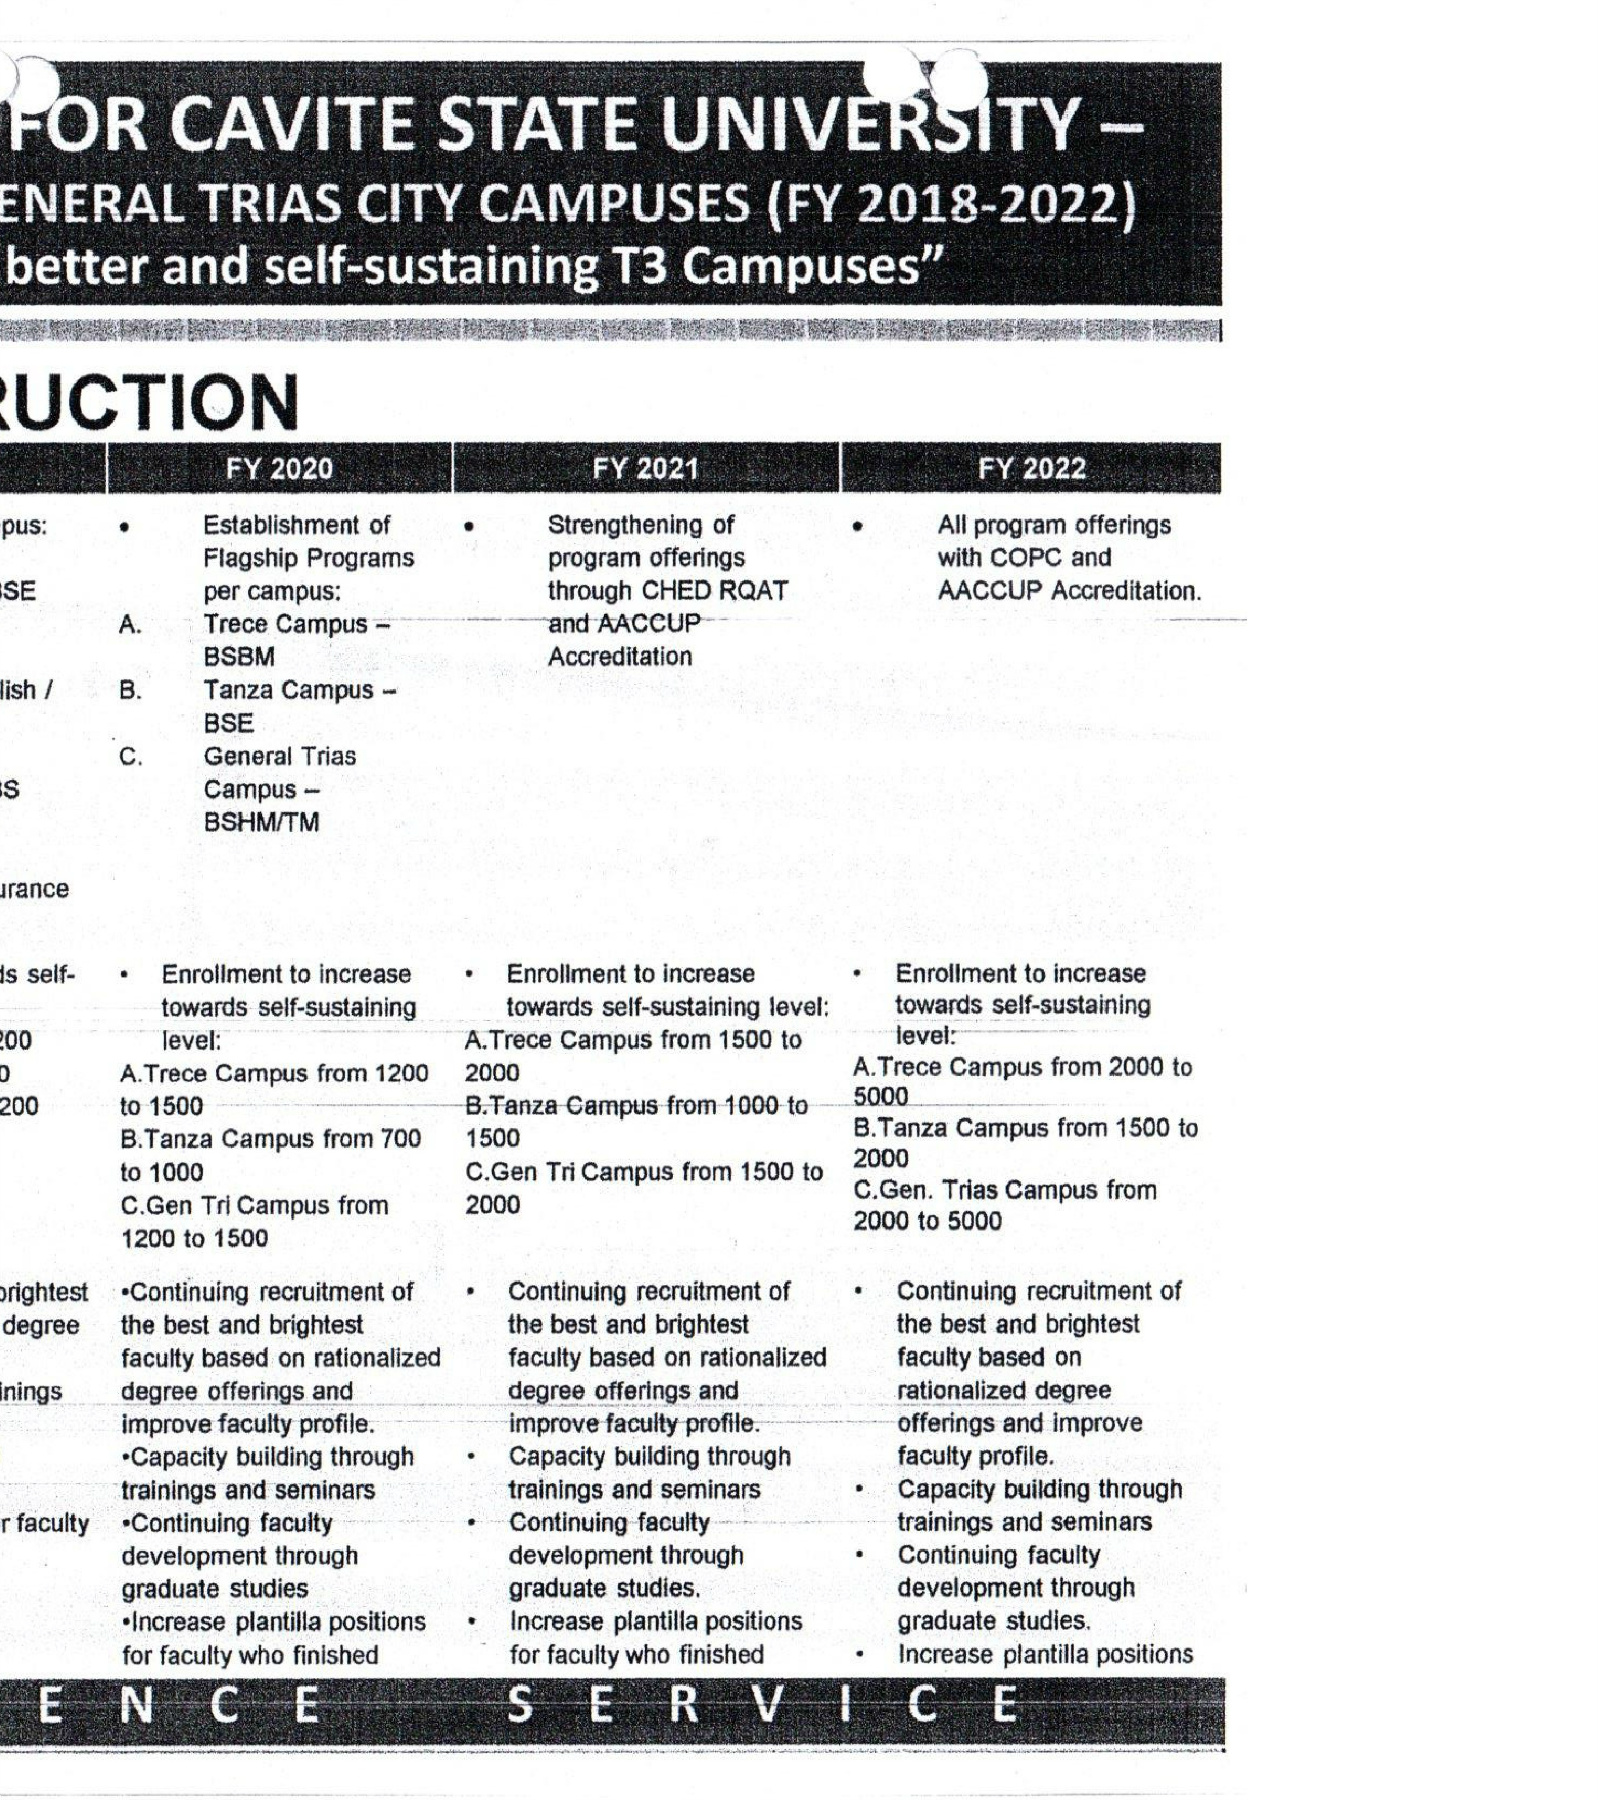 FOR CAVITE STATE UNIVERSITY –
ENERAL TRIAS CITY CAMPUSES (FY 2018-2022)
better and self-sustaining T3 Campuses”
RUCTION
FY 2020
FY 2021
FY 2022
pus:
BSE
lish /
BS
urance
• Establishment of
Flagship Programs
per campus:
A. Trece Campus –
BSBM
B. Tanza Campus –
BSE
C. General Trias
Campus –
BSHM/TM
• Strengthening of
program offerings
through CHED RQAT
and AACCUP
Accreditation
• All program offerings
with COPC and
AACCUP Accreditation.
ds self-
200
0
200
• Enrollment to increase
towards self-sustaining
level:
A.Trece Campus from 1200
to 1500
B.Tanza Campus from 700
to 1000
C.Gen Tri Campus from
1200 to 1500
• Enrollment to increase
towards self-sustaining level:
A.Trece Campus from 1500 to
2000
B.Tanza Campus from 1000 to
1500
C.Gen Tri Campus from 1500 to
2000
• Enrollment to increase
towards self-sustaining
level:
A.Trece Campus from 2000 to
5000
B.Tanza Campus from 1500 to
2000
C.Gen. Trias Campus from
2000 to 5000
brightest
degree
inings
r faculty
•Continuing recruitment of
the best and brightest
faculty based on rationalized
degree offerings and
improve faculty profile.
•Capacity building through
trainings and seminars
•Continuing faculty
development through
graduate studies
•Increase plantilla positions
for faculty who finished
• Continuing recruitment of
the best and brightest
faculty based on rationalized
degree offerings and
improve faculty profile.
• Capacity building through
trainings and seminars
• Continuing faculty
development through
graduate studies.
• Increase plantilla positions
for faculty who finished
• Continuing recruitment of
the best and brightest
faculty based on
rationalized degree
offerings and improve
faculty profile.
• Capacity building through
trainings and seminars
• Continuing faculty
development through
graduate studies.
• Increase plantilla positions
E N C E S E R V I C E